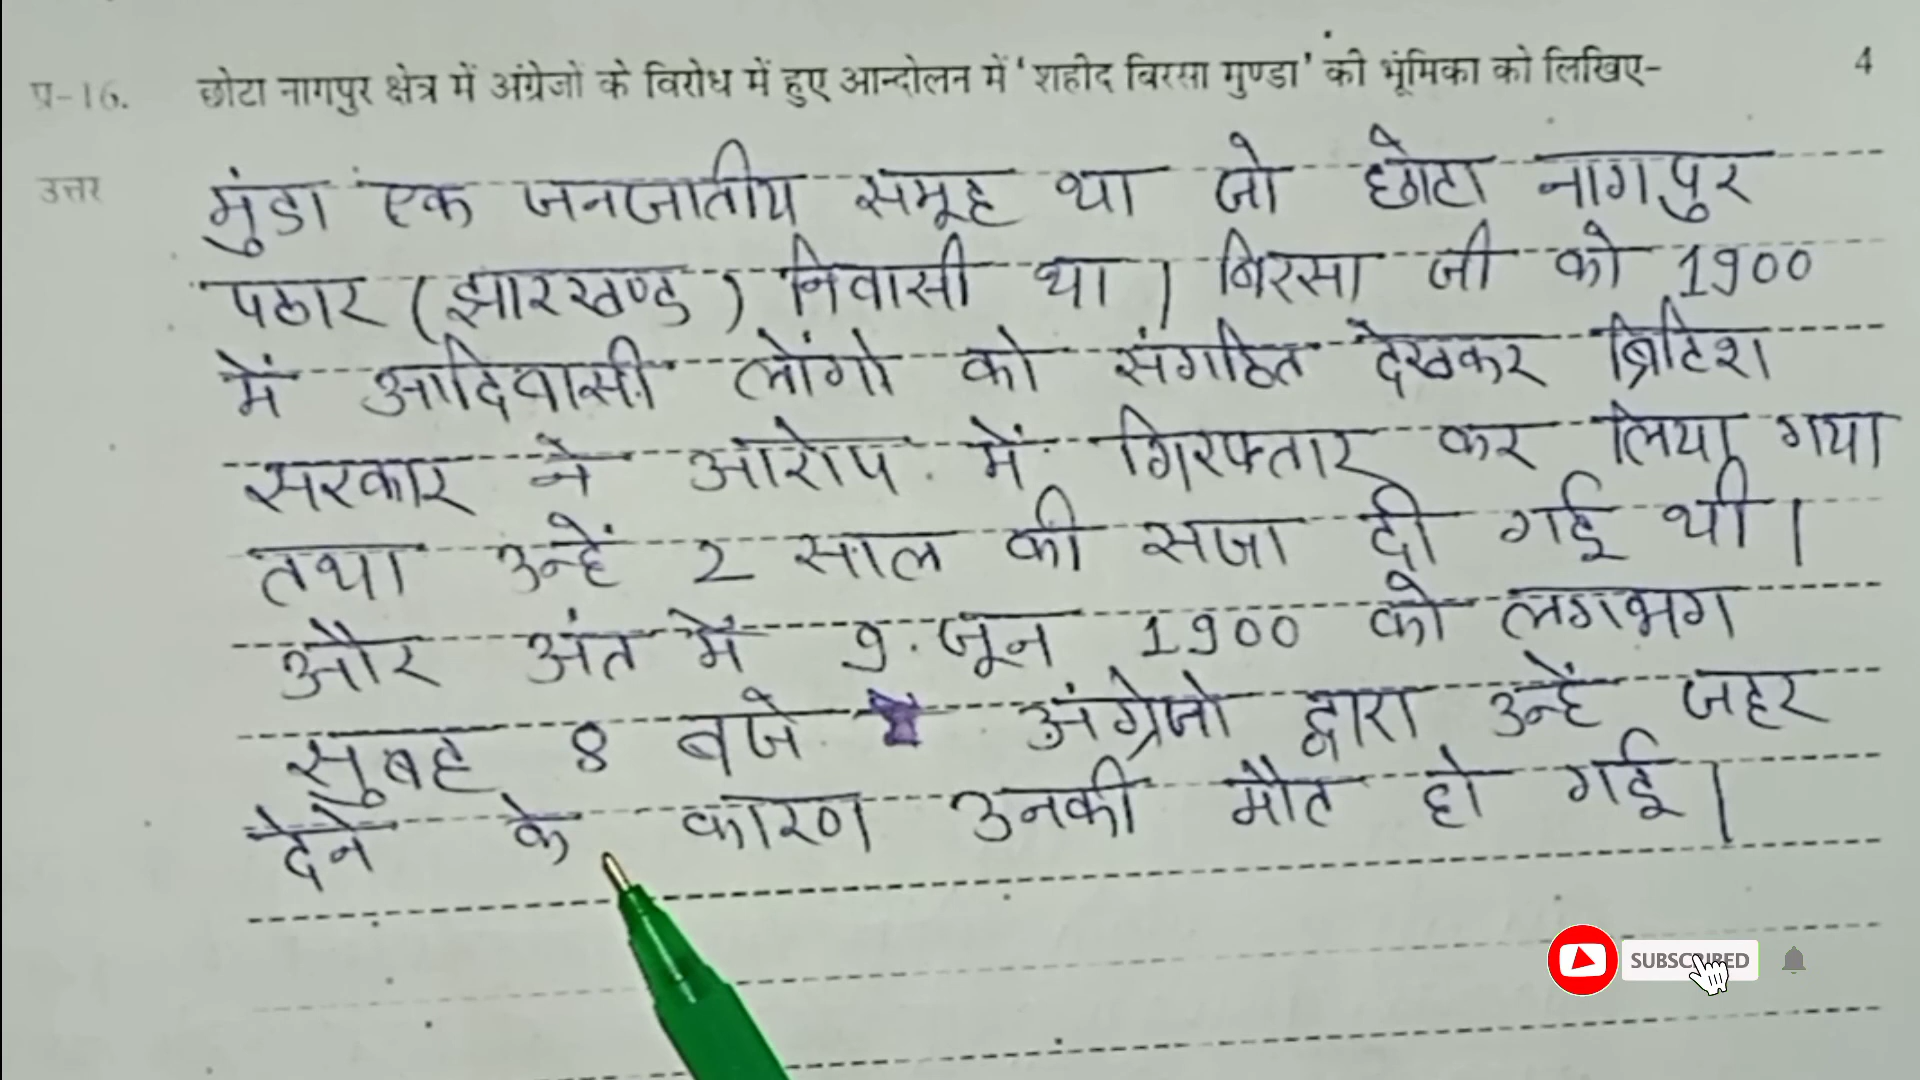 प्र-16. छोटा नागपुर क्षेत्र में अंग्रेजों के विरोध में हुए आन्दोलन में 'शहीद बिरसा मुण्डा' की भूंमिका को लिखिए- 4
उत्तर मुंडा एक जनजातीय समूह था जो छोटा नागपुर
पठार (झारखण्ड) निवासी था। बिरसा जी को 1900
में आदिवासी लोंगो को संगठित देखकर ब्रिटिश
सरकार ने आरोप में गिरफ्तार कर लिया गया
तथा उन्हें 2 साल की सजा दी गई थी।
और अंत में 9 जून 1900 को लगभग
सुबह 8 बजे अंग्रेजो द्वारा उन्हें जहर
देने के कारण उनकी मौत हो गई।
SUBSCRIBED